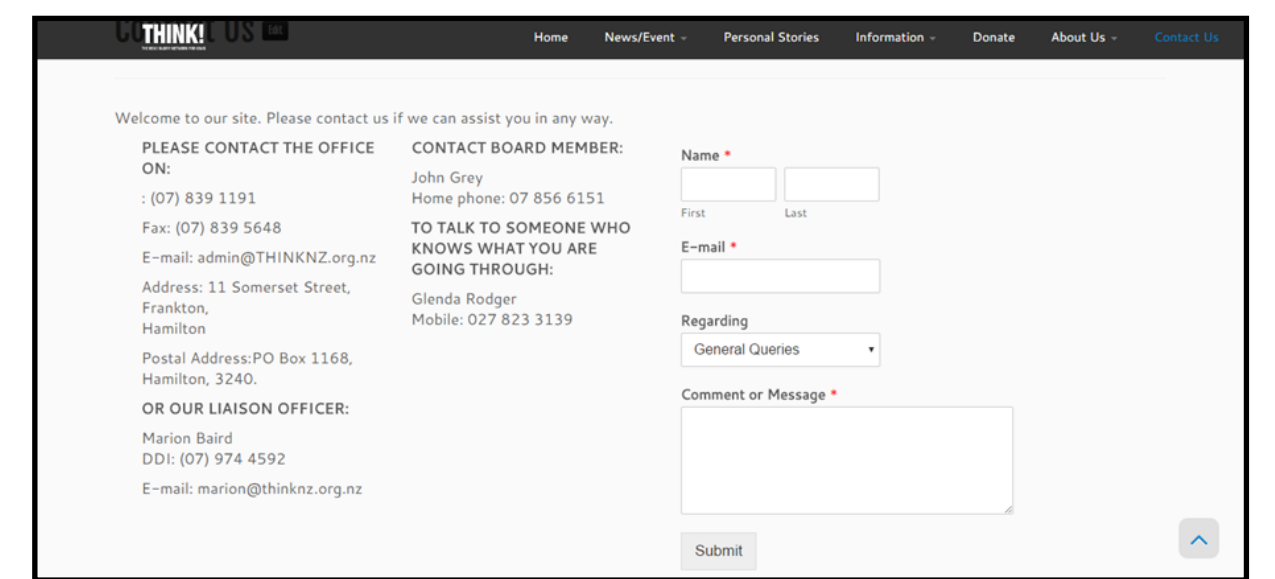 THINK!
US
Edit
Home
News/Event
Personal Stories
Information
Donate
About Us
Contact Us
Welcome to our site. Please contact us if we can assist you in any way.
PLEASE CONTACT THE OFFICE
ON:
: (07) 839 1191
Fax: (07) 839 5648
E-mail: admin@THINKNZ.org.nz
Address: 11 Somerset Street,
Frankton,
Hamilton
Postal Address:PO Box 1168,
Hamilton, 3240.
OR OUR LIAISON OFFICER:
Marion Baird
DDI: (07) 974 4592
E-mail: marion@thinknz.org.nz
CONTACT BOARD MEMBER:
John Grey
Home phone: 07 856 6151
TO TALK TO SOMEONE WHO
KNOWS WHAT YOU ARE
GOING THROUGH:
Glenda Rodger
Mobile: 027 823 3139
Name *
First
Last
E-mail *
Regarding
General Queries
Comment or Message *
Submit